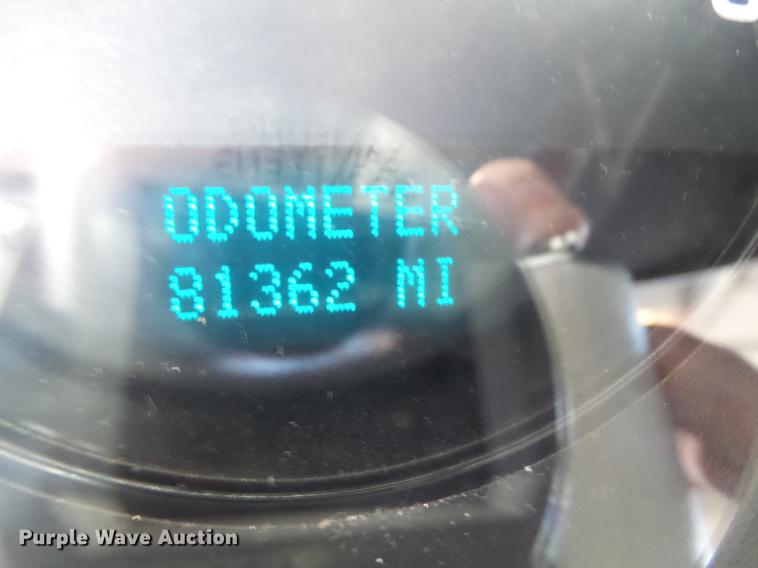 ODOMETER
81362 MI
Purple Wave Auction